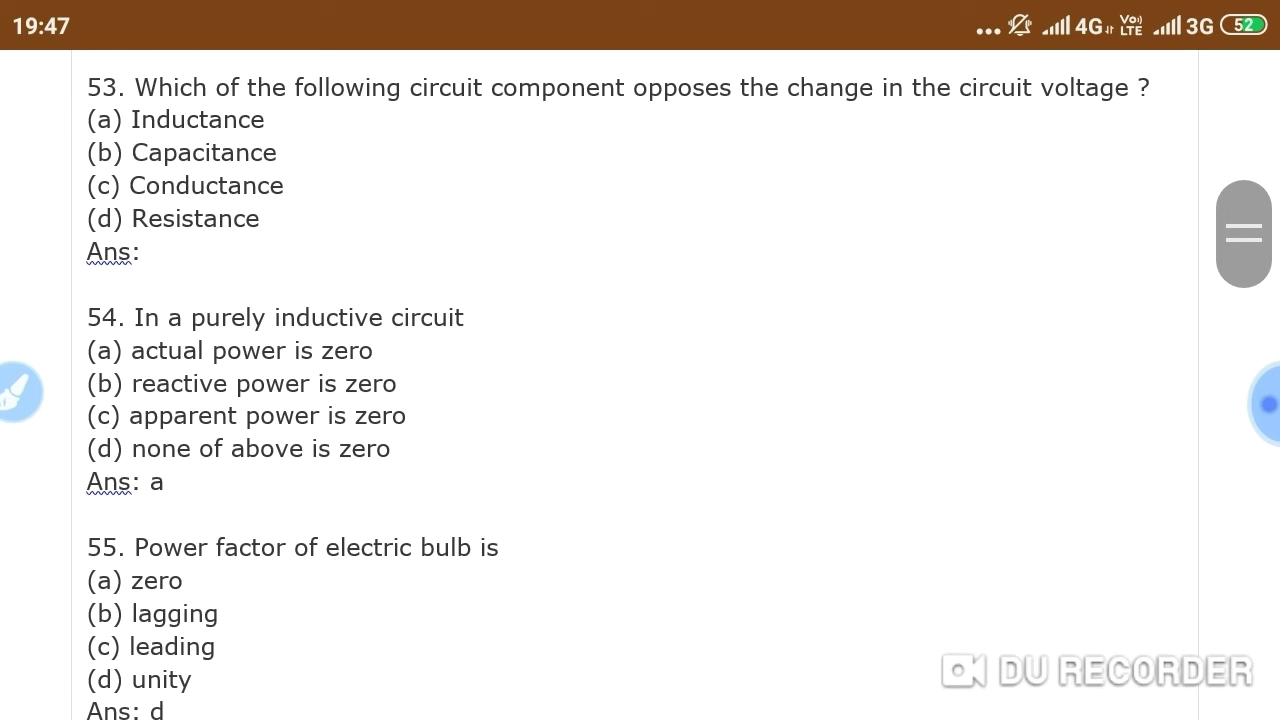 19:47
... 4G Vo)) LTE 3G 52
53. Which of the following circuit component opposes the change in the circuit voltage ?
(a) Inductance
(b) Capacitance
(c) Conductance
(d) Resistance
Ans:
54. In a purely inductive circuit
(a) actual power is zero
(b) reactive power is zero
(c) apparent power is zero
(d) none of above is zero
Ans: a
55. Power factor of electric bulb is
(a) zero
(b) lagging
(c) leading
(d) unity
Ans: d
DU RECORDER